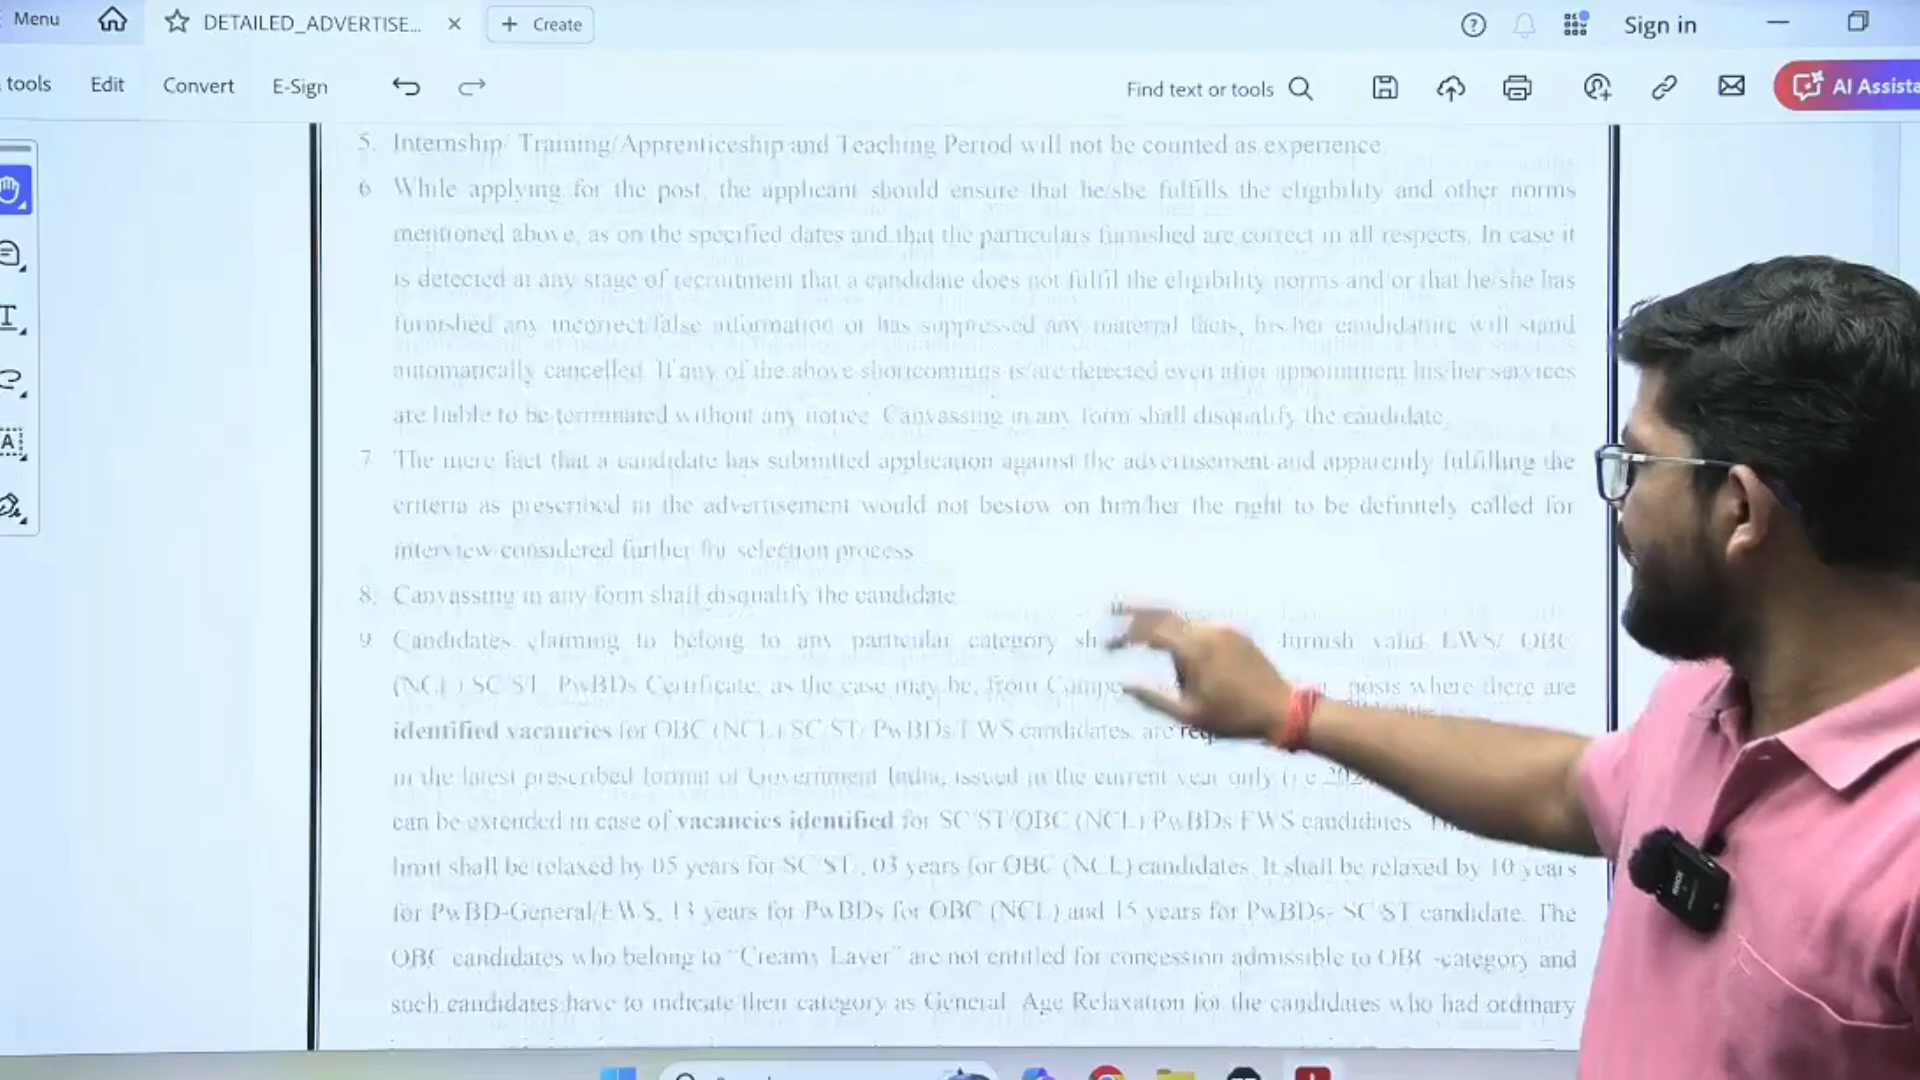 Menu
DETAILED_ADVERTISE...
+ Create
Sign in
tools
Edit
Convert
E-Sign
Find text or tools
AI Assista
5. Internship/ Training/Apprenticeship and Teaching Period will not be counted as experience.
6 While applying for the post, the applicant should ensure that he/she fulfills the eligibility and other norms
mentioned above, as on the specified dates and that the particulars furnished are correct in all respects. In case it
is detected at any stage of recruitment that a candidate does not fulfil the eligibility norms and/or that he/she has
furnished any incorrect/false information or has suppressed any material facts, his/her candidature will stand
automatically cancelled. If any of the above shortcomings is/are detected even after appointment his/her services
are liable to be terminated without any notice. Canvassing in any form shall disqualify the candidate.
7 The mere fact that a candidate has submitted application against the advertisement and apparently fulfilling the
criteria as prescribed in the advertisement would not bestow on him/her the right to be definitely called for
interview considered further for selection process
8. Canvassing in any form shall disqualify the candidate
9 Candidates claiming to belong to any particular category furnish valid EWS/ OBC
(NCL) SC/ST PwBDs Certificate, as the case may be, from posts where there are
identified vacancies for OBC (NCL) SC/ST/ PwBDs/EWS candidates, are
in the latest prescribed format of Government India, issued in the current year only
can be extended in case of vacancies identified for SC/ST/OBC (NCL) PwBDs EWS candidates.
limit shall be relaxed by 05 years for SC/ST, 03 years for OBC (NCL) candidates. It shall be relaxed by 10 years
for PwBD-General/EWS, 13 years for PwBDs for OBC (NCL) and 15 years for PwBDs- SC/ST candidate. The
OBC candidates who belong to "Creamy Layer" are not entitled for concession admissible to OBC -category and
such candidates have to indicate their category as General Age Relaxation for the candidates who had ordinary